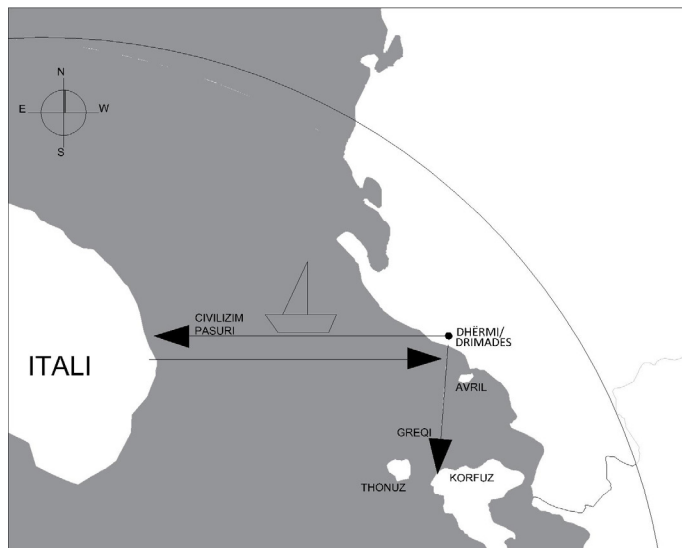 N
E W
S
CIVILIZIM
PASURI
DHËRMI/
DRIMADES
ITALI
AVRIL
GREQI
KORFUZ
THONUZ